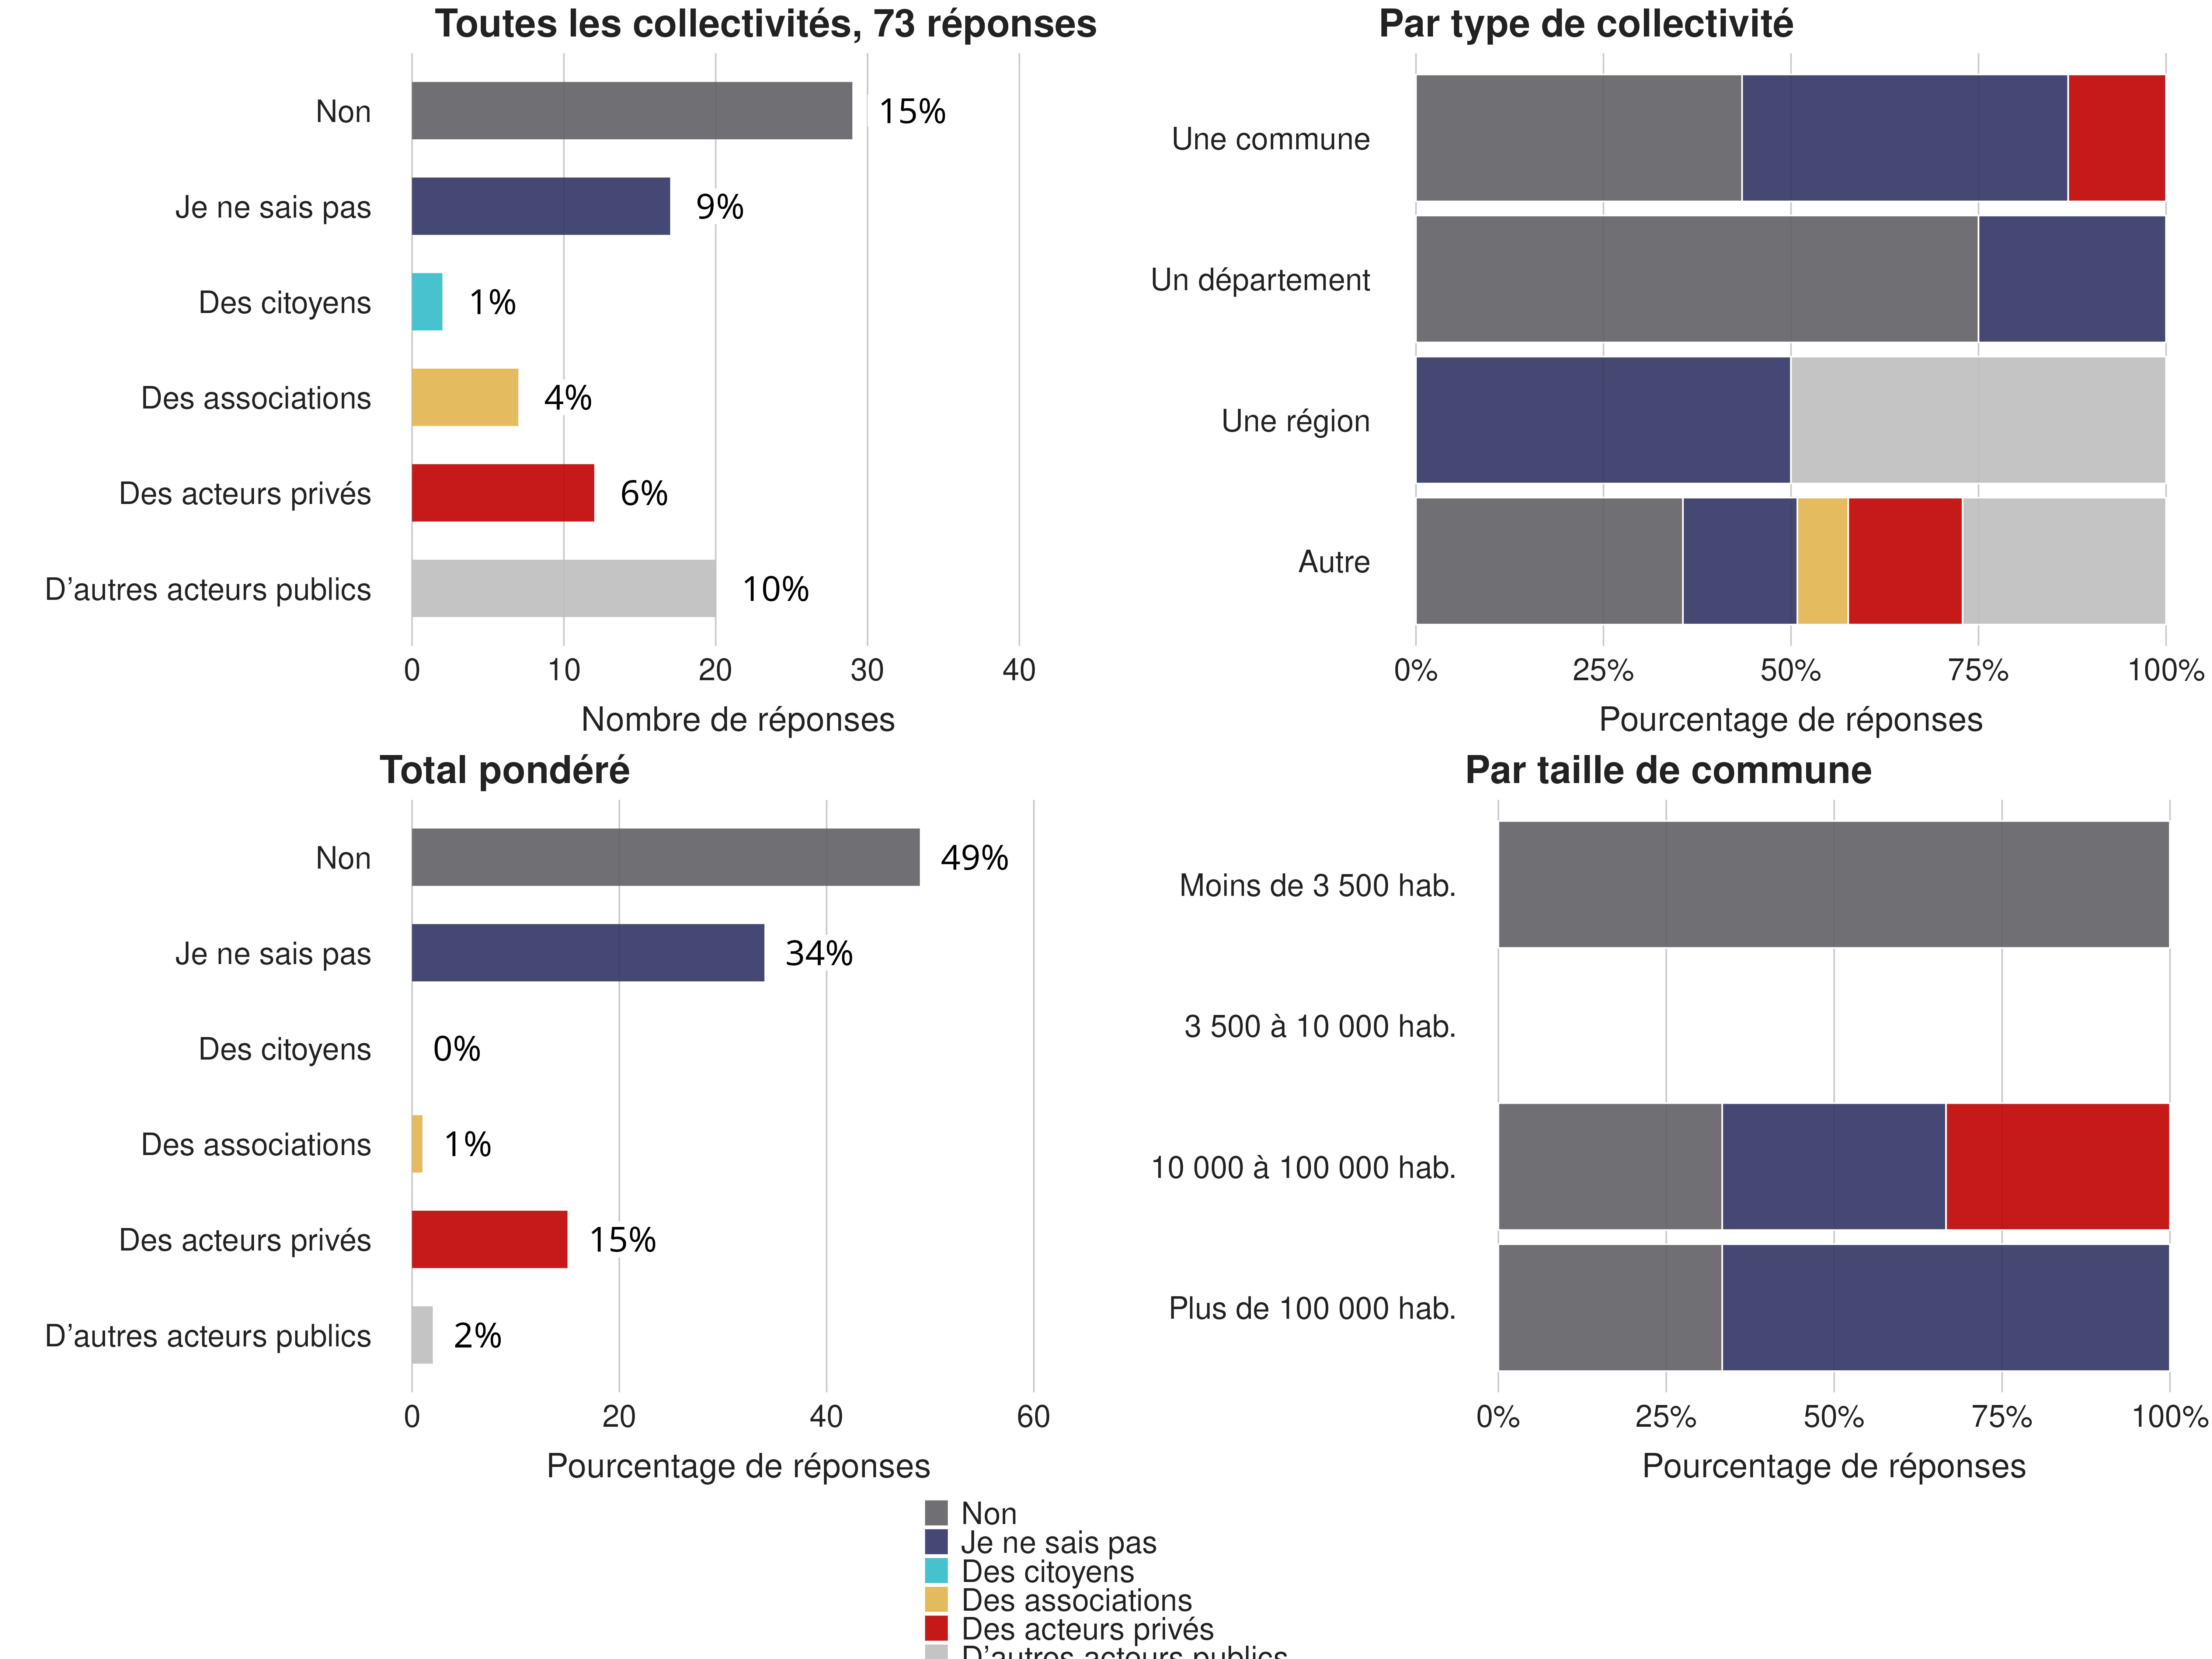 Toutes les collectivités, 73 réponses
Non
15%
Je ne sais pas
9%
Des citoyens
1%
Des associations
4%
Des acteurs privés
6%
D’autres acteurs publics
10%
0 10 20 30 40
Nombre de réponses
Par type de collectivité
Une commune
Un département
Une région
Autre
0% 25% 50% 75% 100%
Pourcentage de réponses
Total pondéré
Non
49%
Je ne sais pas
34%
Des citoyens
0%
Des associations
1%
Des acteurs privés
15%
D’autres acteurs publics
2%
0 20 40 60
Pourcentage de réponses
Par taille de commune
Moins de 3 500 hab.
3 500 à 10 000 hab.
10 000 à 100 000 hab.
Plus de 100 000 hab.
0% 25% 50% 75% 100%
Pourcentage de réponses
Non
Je ne sais pas
Des citoyens
Des associations
Des acteurs privés
D’autres acteurs publics